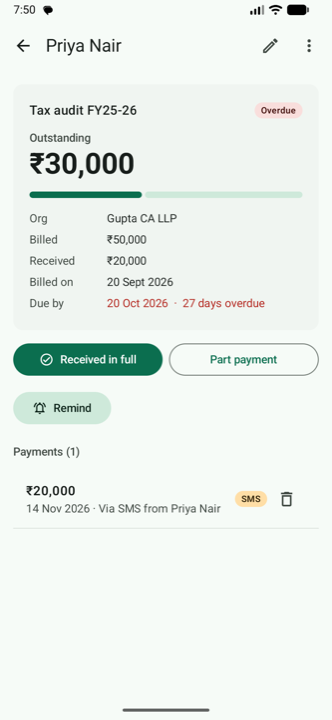 7:50
Priya Nair
Tax audit FY25-26
Overdue
Outstanding
₹30,000
Org Gupta CA LLP
Billed ₹50,000
Received ₹20,000
Billed on 20 Sept 2026
Due by 20 Oct 2026 · 27 days overdue
Received in full
Part payment
Remind
Payments (1)
₹20,000
14 Nov 2026 · Via SMS from Priya Nair
SMS